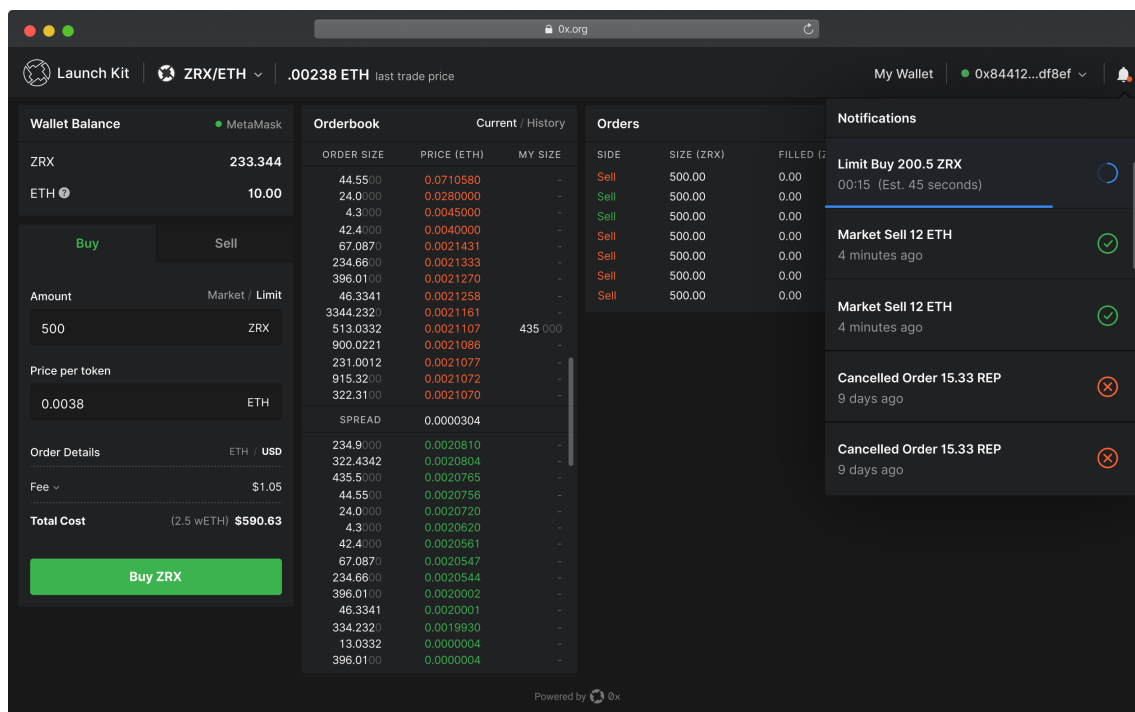 0x.org
Launch Kit ZRX/ETH .00238 ETH last trade price My Wallet 0x84412...df8ef
Wallet Balance MetaMask
ZRX 233.344
ETH 10.00
Buy Sell
Amount Market / Limit
500 ZRX
Price per token
0.0038 ETH
Order Details ETH / USD
Fee $1.05
Total Cost (2.5 wETH) $590.63
Buy ZRX
Orderbook Current / History
ORDER SIZE PRICE (ETH) MY SIZE
44.5500 0.0710580 -
24.0000 0.0280000 -
4.3000 0.0045000 -
42.4000 0.0040000 -
67.0870 0.0021431 -
234.6600 0.0021333 -
396.0100 0.0021270 -
46.3341 0.0021258 -
3344.2320 0.0021161 -
513.0332 0.0021107 435.000
900.0221 0.0021086 -
231.0012 0.0021077 -
915.3200 0.0021072 -
322.3100 0.0021070 -
SPREAD 0.0000304
234.9000 0.0020810 -
322.4342 0.0020804 -
435.5000 0.0020765 -
44.5500 0.0020756 -
24.0000 0.0020720 -
4.3000 0.0020620 -
42.4000 0.0020561 -
67.0870 0.0020547 -
234.6600 0.0020544 -
396.0100 0.0020002 -
46.3341 0.0020001 -
334.2320 0.0019930 -
13.0332 0.0000004 -
396.0100 0.0000004 -
Orders
SIDE SIZE (ZRX) FILLED (Z
Sell 500.00 0.00
Sell 500.00 0.00
Sell 500.00 0.00
Sell 500.00 0.00
Sell 500.00 0.00
Sell 500.00 0.00
Sell 500.00 0.00
Notifications
Limit Buy 200.5 ZRX
00:15 (Est. 45 seconds)
Market Sell 12 ETH
4 minutes ago
Market Sell 12 ETH
4 minutes ago
Cancelled Order 15.33 REP
9 days ago
Cancelled Order 15.33 REP
9 days ago
Powered by 0x